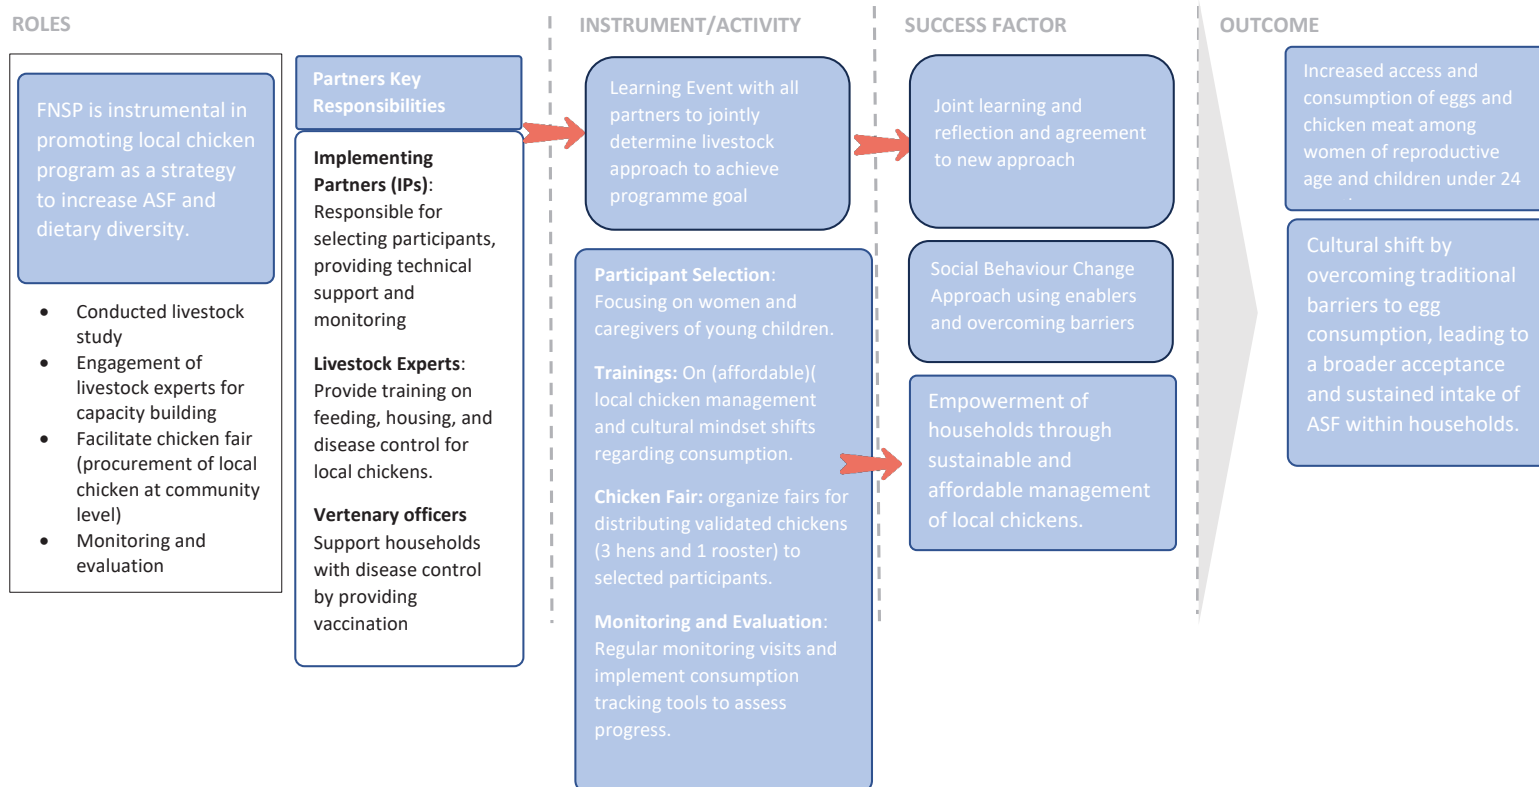 ROLES
FNSP is instrumental in
promoting local chicken
program as a strategy
to increase ASF and
dietary diversity.
• Conducted livestock
study
• Engagement of
livestock experts for
capacity building
• Facilitate chicken fair
(procurement of local
chicken at community
level)
• Monitoring and
evaluation
Partners Key
Responsibilities
Implementing
Partners (IPs):
Responsible for
selecting participants,
providing technical
support and
monitoring
Livestock Experts:
Provide training on
feeding, housing, and
disease control for
local chickens.
Vertenary officers
Support households
with disease control
by providing
vaccination
INSTRUMENT/ACTIVITY
Learning Event with all
partners to jointly
determine livestock
approach to achieve
programme goal
Participant Selection:
Focusing on women and
caregivers of young children.
Trainings: On (affordable)(
local chicken management
and cultural mindset shifts
regarding consumption.
Chicken Fair: organize fairs for
distributing validated chickens
(3 hens and 1 rooster) to
selected participants.
Monitoring and Evaluation:
Regular monitoring visits and
implement consumption
tracking tools to assess
progress.
SUCCESS FACTOR
Joint learning and
reflection and agreement
to new approach
Social Behaviour Change
Approach using enablers
and overcoming barriers
Empowerment of
households through
sustainable and
affordable management
of local chickens.
OUTCOME
Increased access and
consumption of eggs and
chicken meat among
women of reproductive
age and children under 24
Cultural shift by
overcoming traditional
barriers to egg
consumption, leading to
a broader acceptance
and sustained intake of
ASF within households.